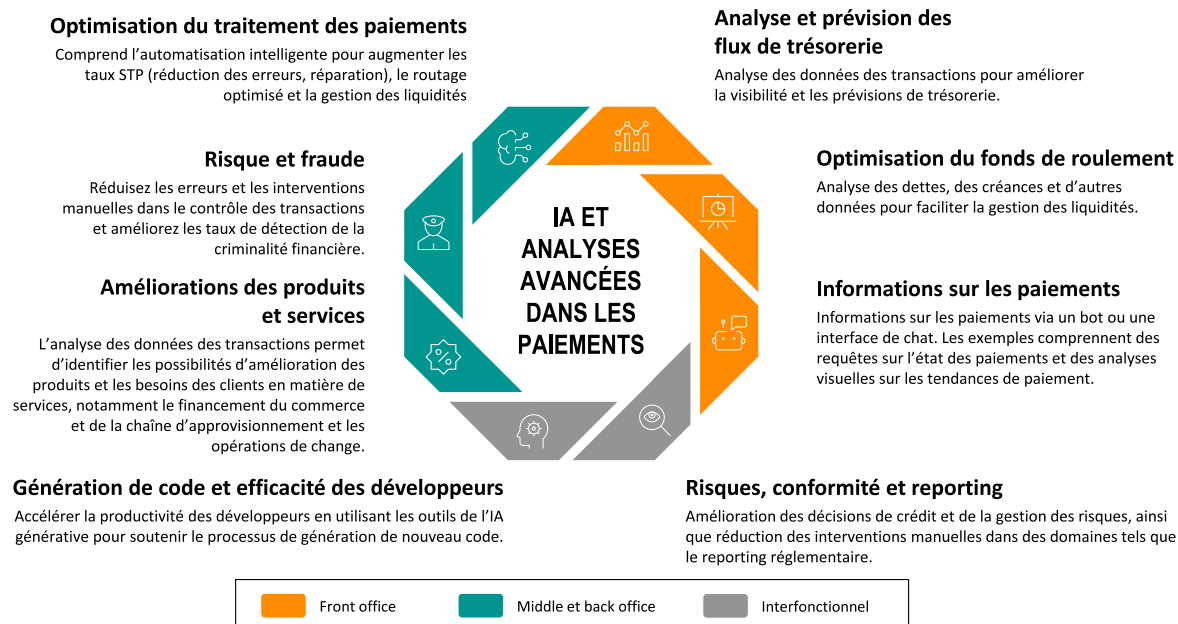 Optimisation du traitement des paiements
Comprend l’automatisation intelligente pour augmenter les
taux STP (réduction des erreurs, réparation), le routage
optimisé et la gestion des liquidités
Analyse et prévision des
flux de trésorerie
Analyse des données des transactions pour améliorer
la visibilité et les prévisions de trésorerie.
Risque et fraude
Réduisez les erreurs et les interventions
manuelles dans le contrôle des transactions
et améliorez les taux de détection de la
criminalité financière.
Optimisation du fonds de roulement
Analyse des dettes, des créances et d’autres
données pour faciliter la gestion des liquidités.
IA ET
ANALYSES
AVANCÉES
DANS LES
PAIEMENTS
Améliorations des produits
et services
L’analyse des données des transactions permet
d’identifier les possibilités d’amélioration des
produits et les besoins des clients en matière de
services, notamment le financement du commerce
et de la chaîne d’approvisionnement et les
opérations de change.
Informations sur les paiements
Informations sur les paiements via un bot ou une
interface de chat. Les exemples comprennent des
requêtes sur l’état des paiements et des analyses
visuelles sur les tendances de paiement.
Génération de code et efficacité des développeurs
Accélérer la productivité des développeurs en utilisant les outils de l’IA
générative pour soutenir le processus de génération de nouveau code.
Risques, conformité et reporting
Amélioration des décisions de crédit et de la gestion des risques, ainsi
que réduction des interventions manuelles dans des domaines tels que
le reporting réglementaire.
Front office
Middle et back office
Interfonctionnel